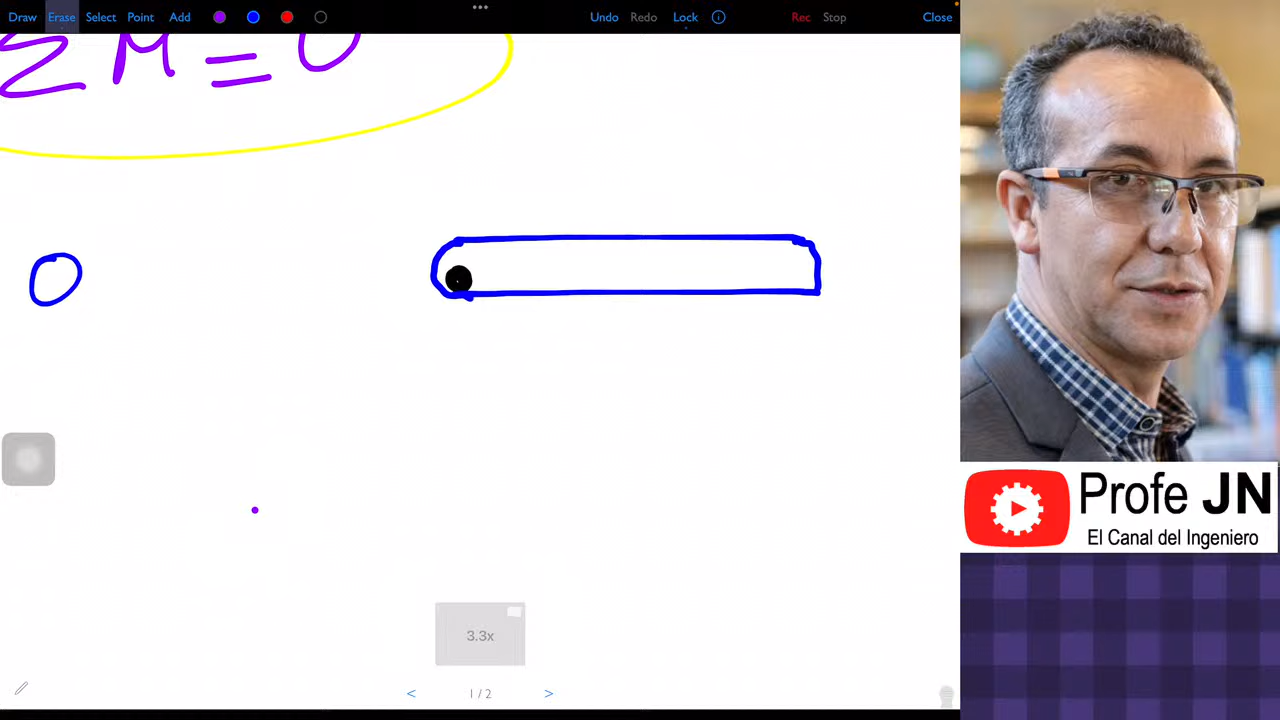 Draw Erase Select Point Add Undo Redo Lock Rec Stop Close
Σ M = 0
O
3.3x
< 1 / 2 >
Profe JN
El Canal del Ingeniero